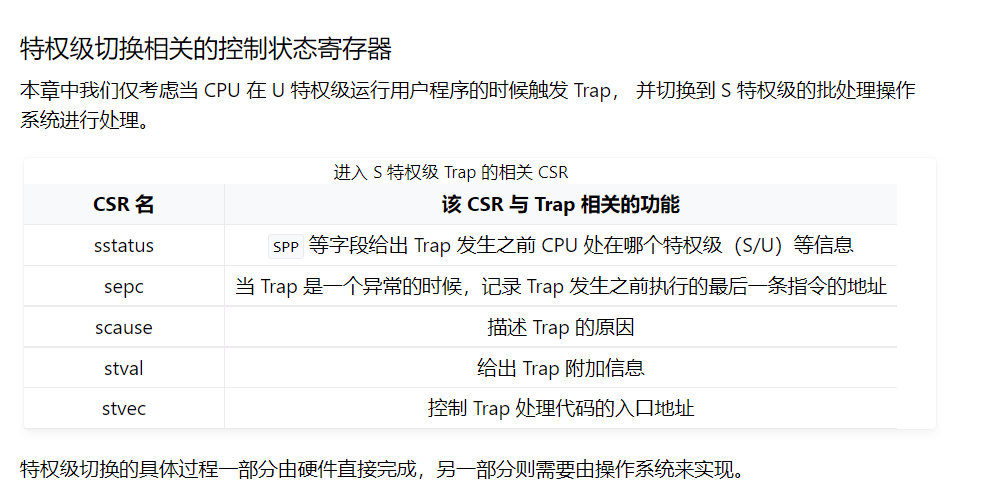 特权级切换相关的控制状态寄存器
本章中我们仅考虑当 CPU 在 U 特权级运行用户程序的时候触发 Trap， 并切换到 S 特权级的批处理操作
系统进行处理。
进入 S 特权级 Trap 的相关 CSR
CSR 名 该 CSR 与 Trap 相关的功能
sstatus SPP 等字段给出 Trap 发生之前 CPU 处在哪个特权级（S/U）等信息
sepc 当 Trap 是一个异常的时候，记录 Trap 发生之前执行的最后一条指令的地址
scause 描述 Trap 的原因
stval 给出 Trap 附加信息
stvec 控制 Trap 处理代码的入口地址
特权级切换的具体过程一部分由硬件直接完成，另一部分则需要由操作系统来实现。